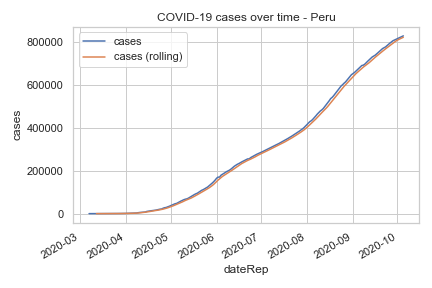 COVID-19 cases over time - Peru
cases
cases (rolling)
800000
600000
400000
200000
0
cases
2020-03
2020-04
2020-05
2020-06
2020-07
2020-08
2020-09
2020-10
dateRep